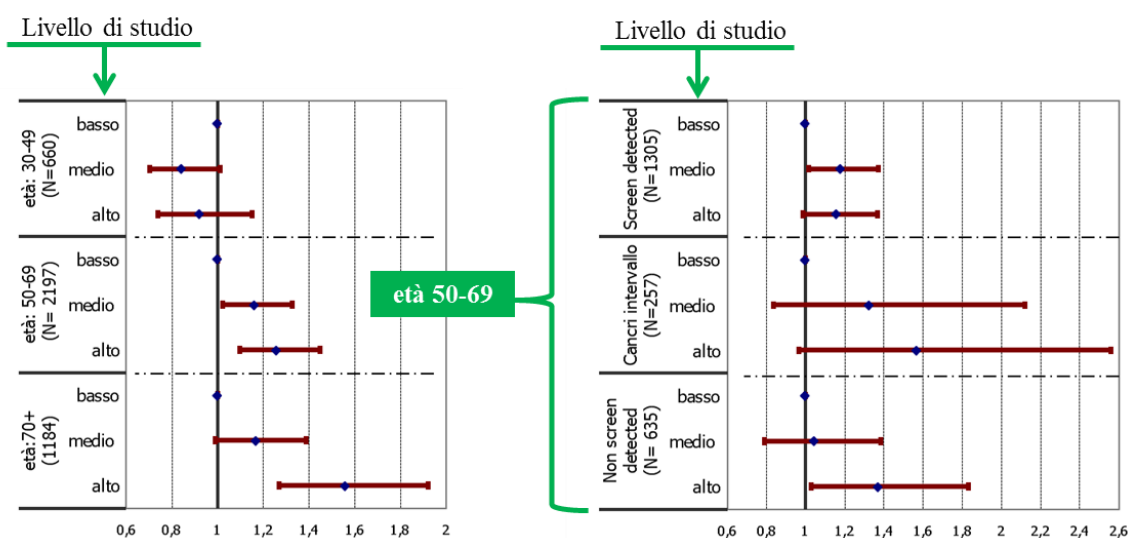 Livello di studio
età: 30-49
(N=660)
basso
medio
alto
età: 50-69
(N= 2197)
basso
medio
alto
età:70+
(1184)
basso
medio
alto
0,6 0,8 1 1,2 1,4 1,6 1,8 2
età 50-69
Livello di studio
Screen detected
(N=1305)
basso
medio
alto
Cancri intervallo
(N=257)
basso
medio
alto
Non screen
detected
(N= 635)
basso
medio
alto
0,6 0,8 1 1,2 1,4 1,6 1,8 2 2,2 2,4 2,6